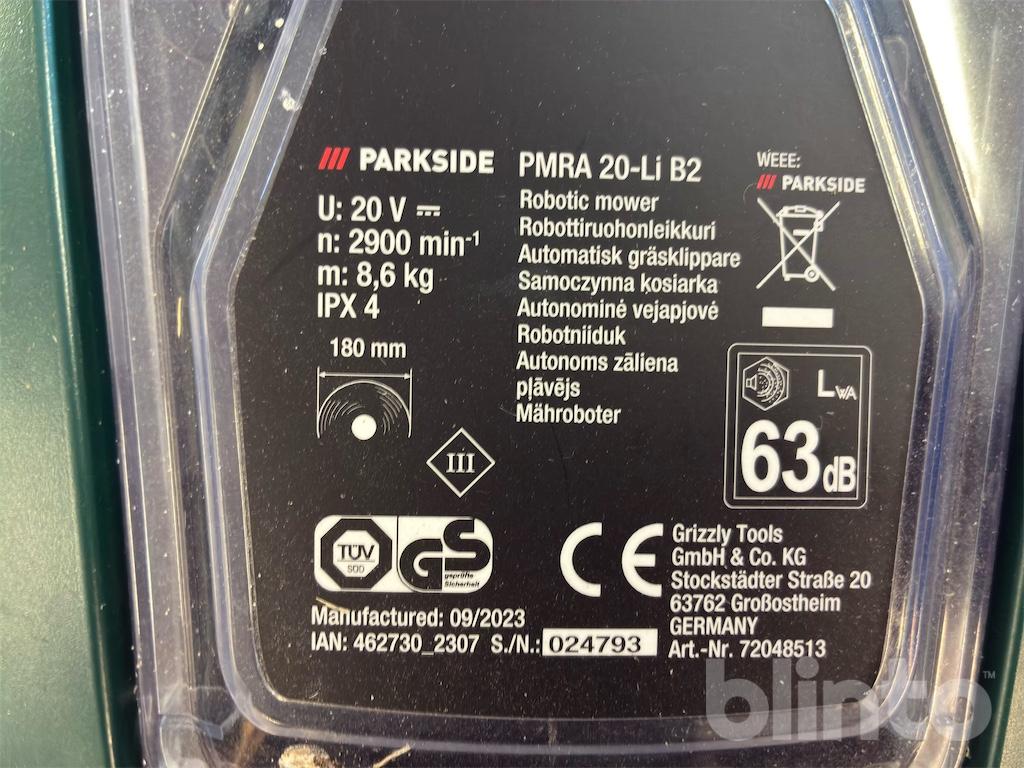 PARKSIDE
U: 20 V
n: 2900 min-1
m: 8,6 kg
IPX 4
180 mm
III
PMRA 20-Li B2
Robotic mower
Robottiruohonleikkuri
Automatisk gräsklippare
Samoczynna kosiarka
Autonominė vejapjovė
Robotniiduk
Autonoms zāliena
pļāvējs
Mähroboter
WEEE:
PARKSIDE
LWA
63dB
TÜV
SÜD
GS
geprüfte
Sicherheit
CE
Grizzly Tools
GmbH & Co. KG
Stockstädter Straße 20
63762 Großostheim
GERMANY
Art.-Nr. 72048513
Manufactured: 09/2023
IAN: 462730_2307 S./N.: 024793
blinto™